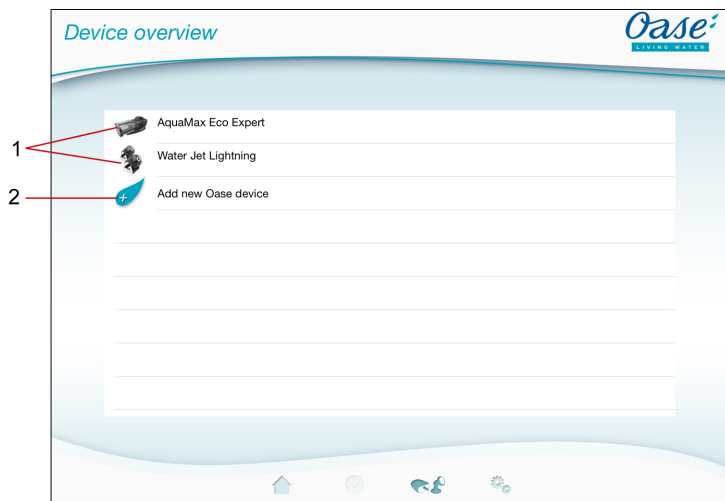 Device overview
Oase
LIVING WATER
AquaMax Eco Expert
1
Water Jet Lightning
2
Add new Oase device